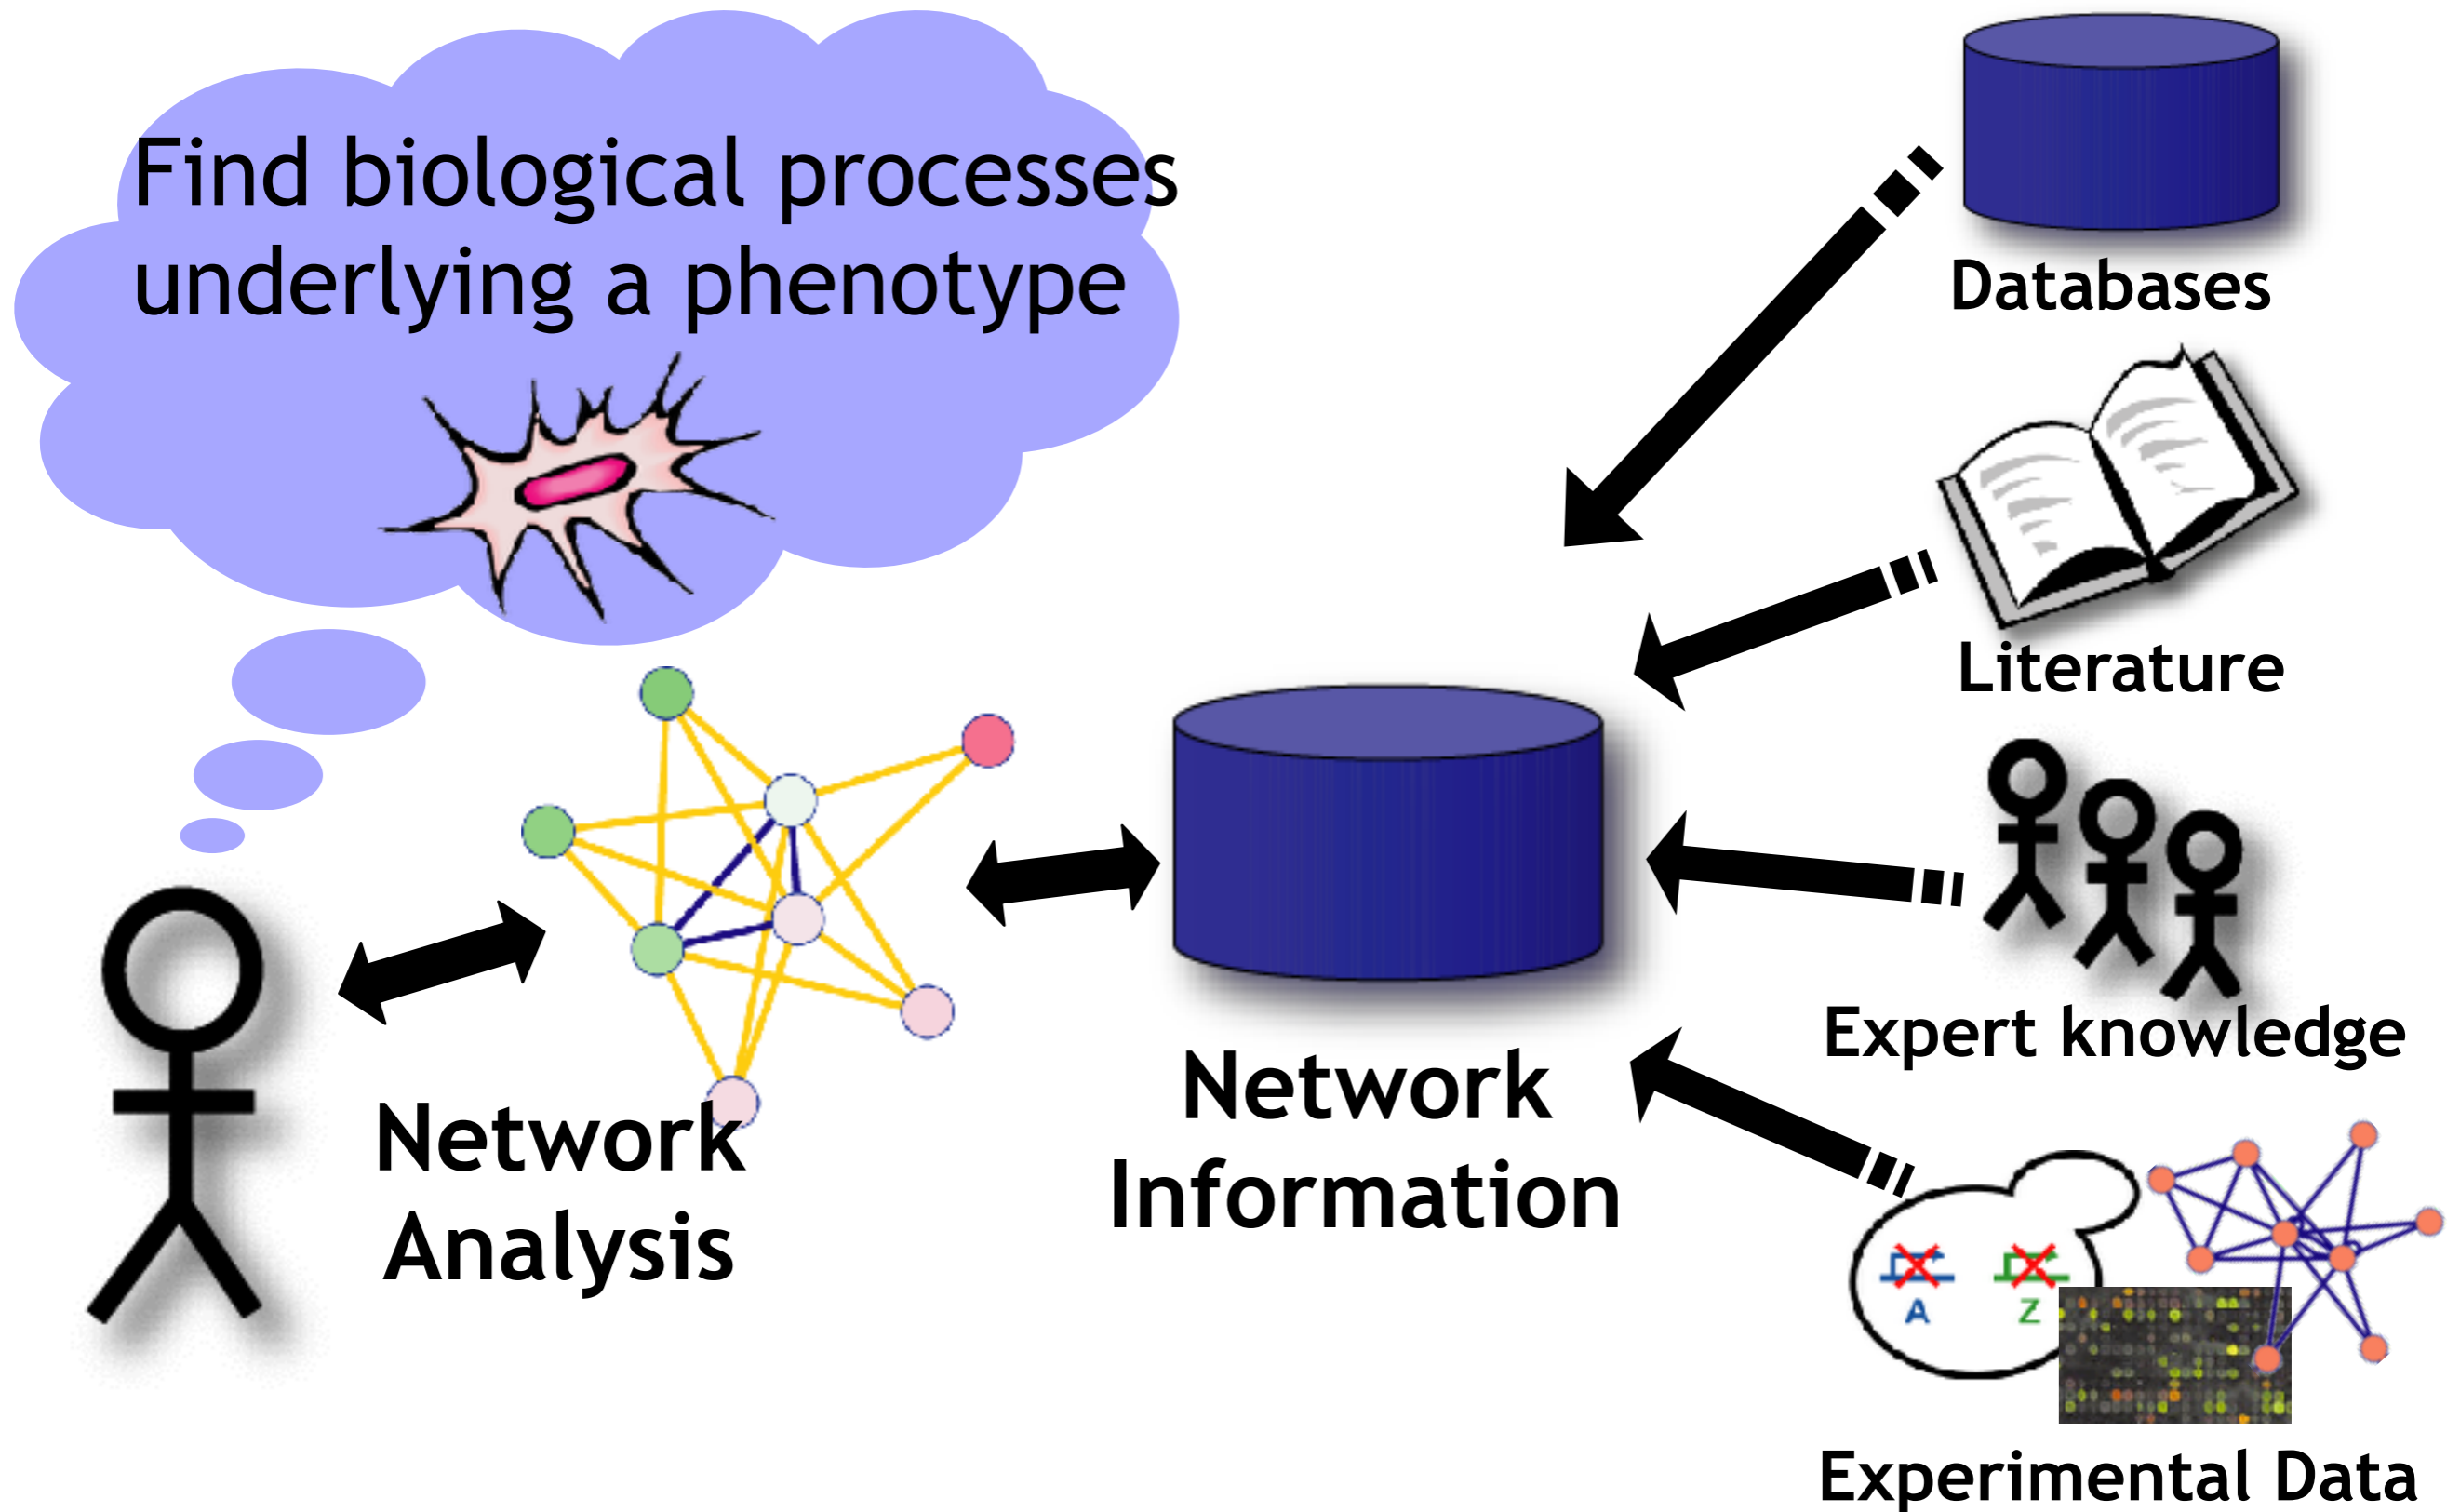 Find biological processes
underlying a phenotype
Databases
Literature
Expert knowledge
Network
Analysis
Network
Information
A
Z
Experimental Data